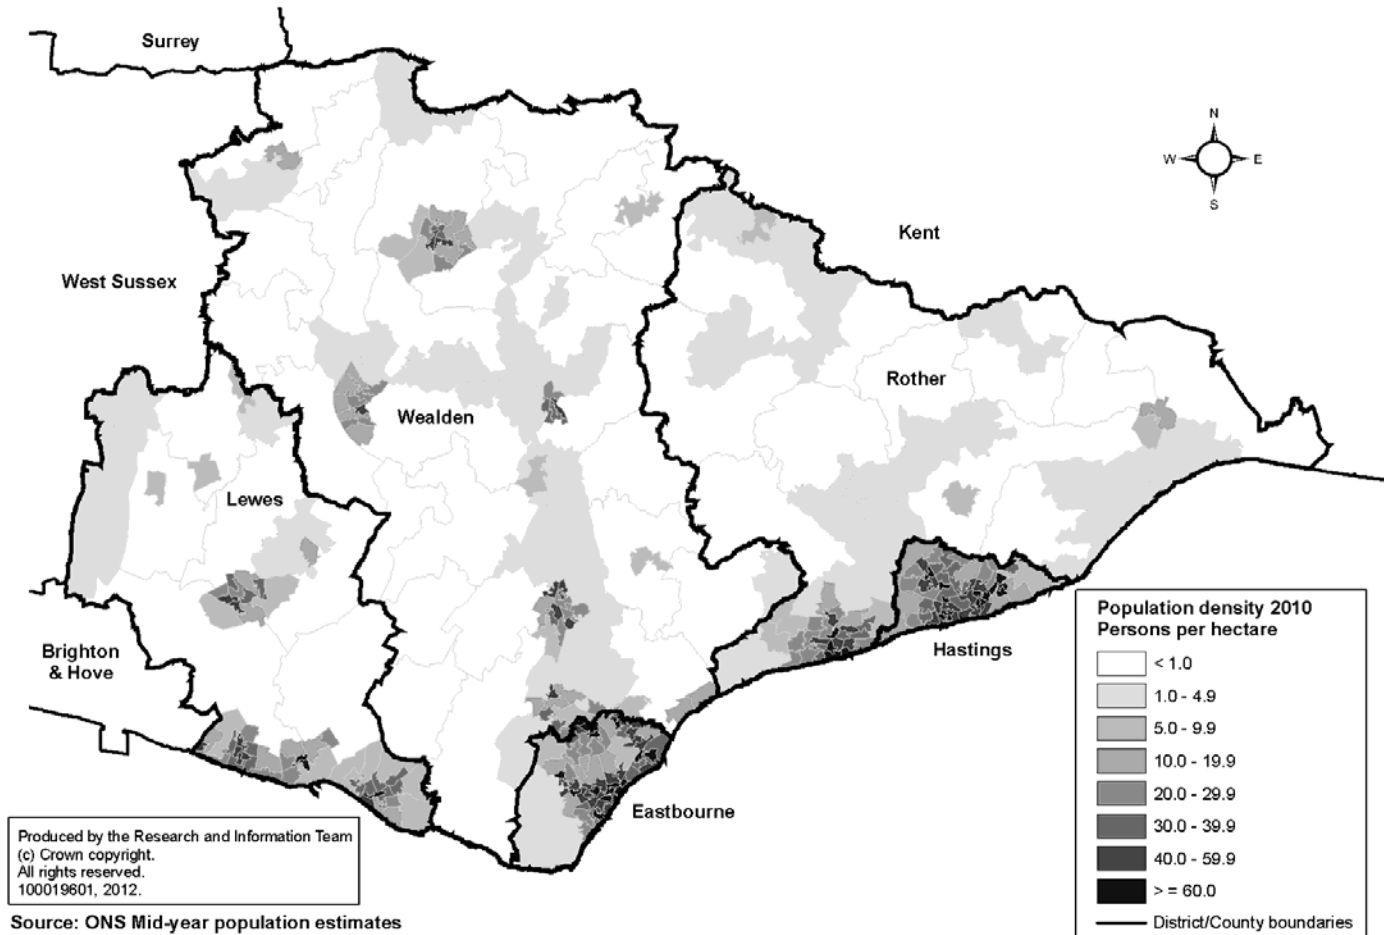 Surrey
N
W E
S
Kent
West Sussex
Rother
Wealden
Lewes
Brighton
& Hove
Hastings
Eastbourne
Population density 2010
Persons per hectare
< 1.0
1.0 - 4.9
5.0 - 9.9
10.0 - 19.9
20.0 - 29.9
30.0 - 39.9
40.0 - 59.9
> = 60.0
District/County boundaries
Produced by the Research and Information Team
(c) Crown copyright.
All rights reserved.
100019601, 2012.
Source: ONS Mid-year population estimates